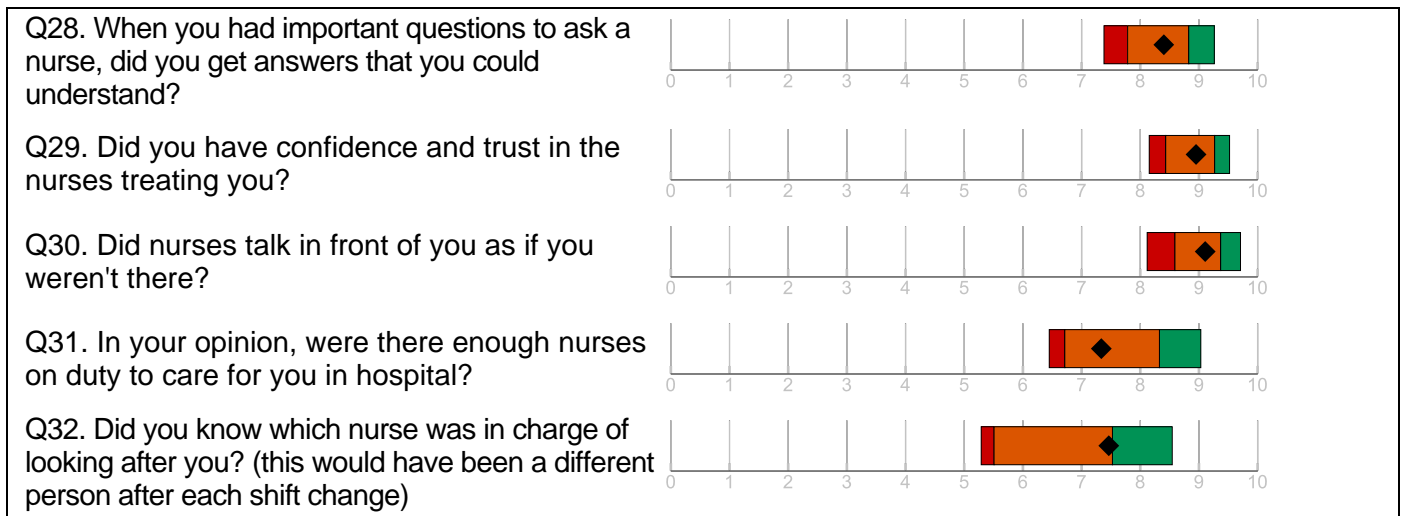 Q28. When you had important questions to ask a
nurse, did you get answers that you could
understand?
0 1 2 3 4 5 6 7 8 9 10
Q29. Did you have confidence and trust in the
nurses treating you?
0 1 2 3 4 5 6 7 8 9 10
Q30. Did nurses talk in front of you as if you
weren't there?
0 1 2 3 4 5 6 7 8 9 10
Q31. In your opinion, were there enough nurses
on duty to care for you in hospital?
0 1 2 3 4 5 6 7 8 9 10
Q32. Did you know which nurse was in charge of
looking after you? (this would have been a different
person after each shift change)
0 1 2 3 4 5 6 7 8 9 10